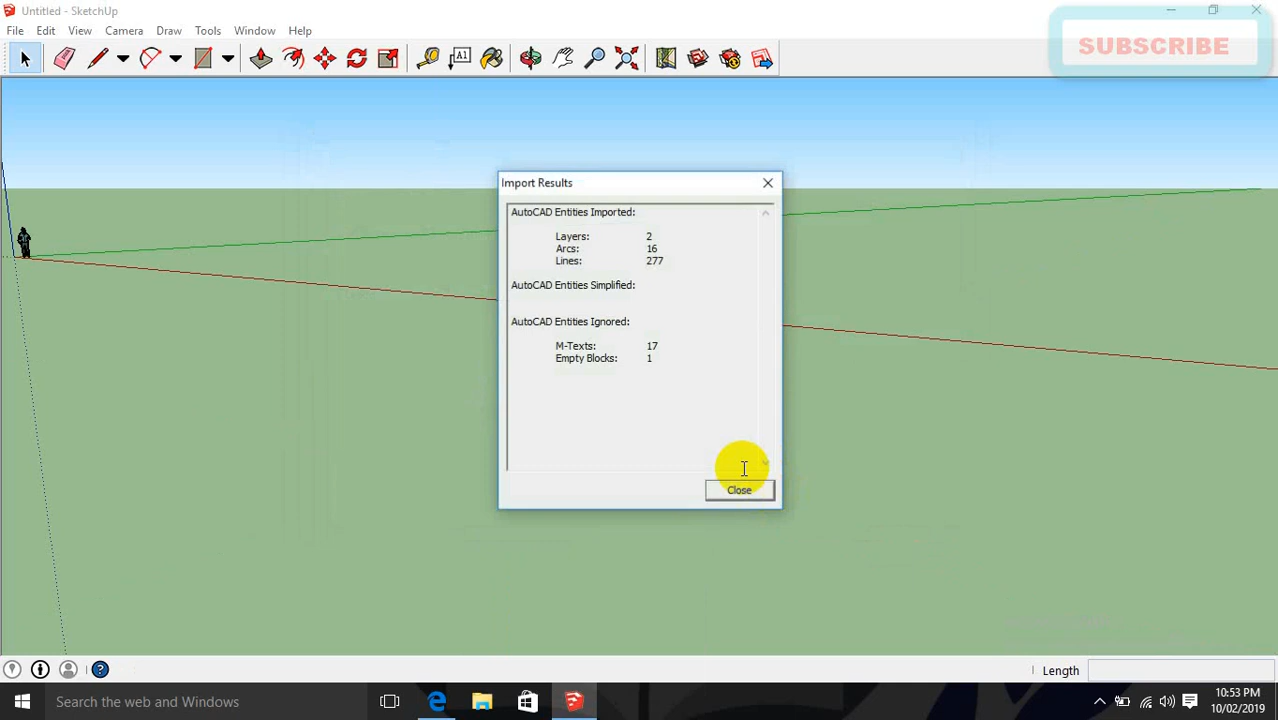 Untitled - SketchUp
File Edit View Camera Draw Tools Window Help
A1
SUBSCRIBE
Import Results
AutoCAD Entities Imported:
Layers: 2
Arcs: 16
Lines: 277
AutoCAD Entities Simplified:
AutoCAD Entities Ignored:
M-Texts: 17
Empty Blocks: 1
Close
Length
Search the web and Windows
10:53 PM
10/02/2019